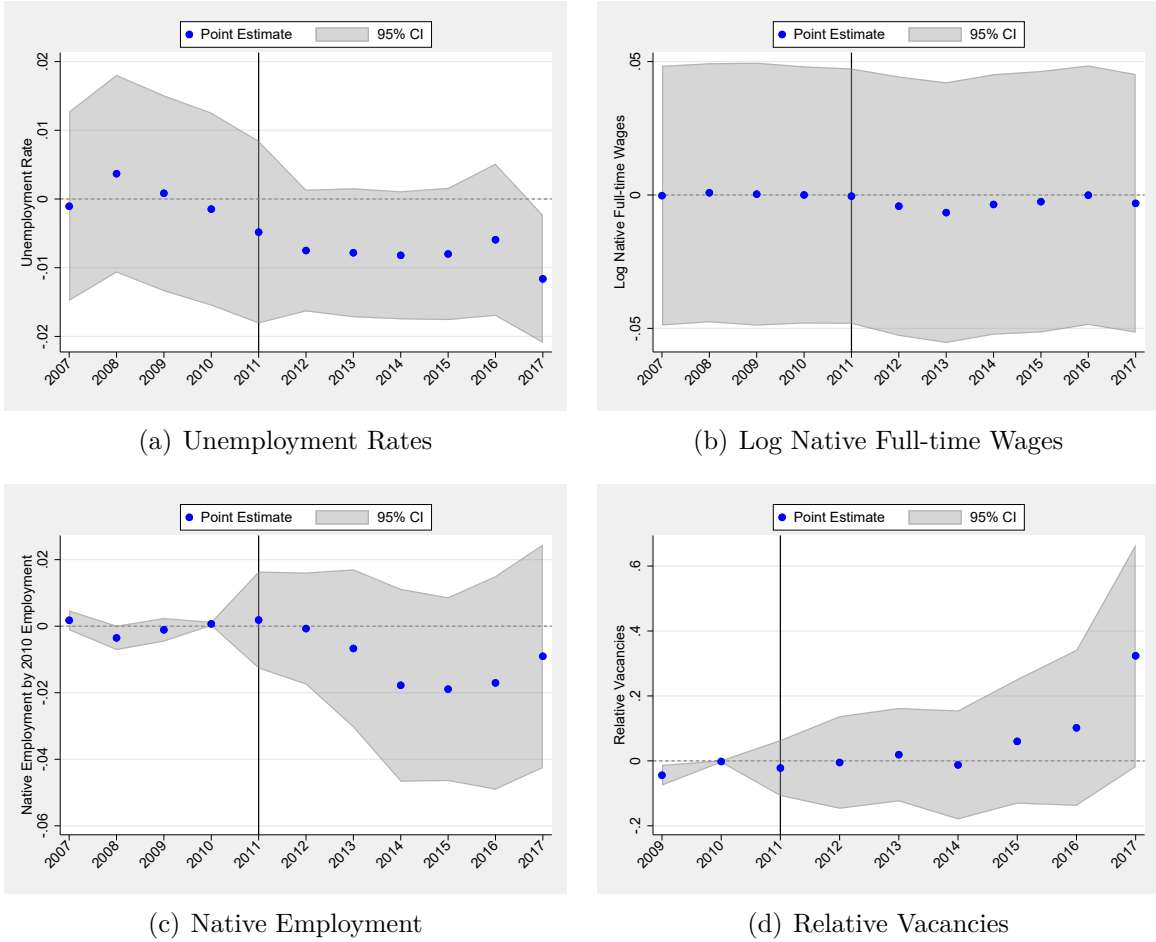 Point Estimate 95% CI
Unemployment Rate
.02
.01
0
-.01
-.02
2007 2008 2009 2010 2011 2012 2013 2014 2015 2016 2017
(a) Unemployment Rates
Point Estimate 95% CI
Log Native Full-time Wages
.05
0
-.05
2007 2008 2009 2010 2011 2012 2013 2014 2015 2016 2017
(b) Log Native Full-time Wages
Point Estimate 95% CI
Native Employment by 2010 Employment
.02
0
-.02
-.04
-.06
2007 2008 2009 2010 2011 2012 2013 2014 2015 2016 2017
(c) Native Employment
Point Estimate 95% CI
Relative Vacancies
.6
.4
.2
0
-.2
2009 2010 2011 2012 2013 2014 2015 2016 2017
(d) Relative Vacancies